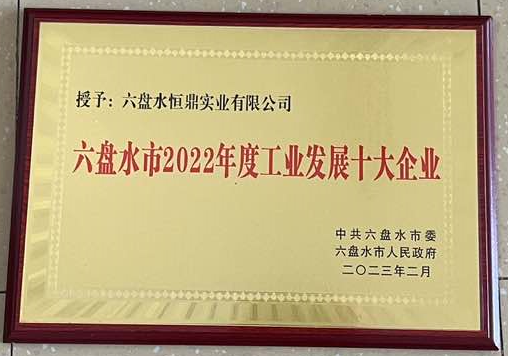 授予：六盘水恒鼎实业有限公司
六盘水市2022年度工业发展十大企业
中共六盘水市委
六盘水市人民政府
二〇二三年二月